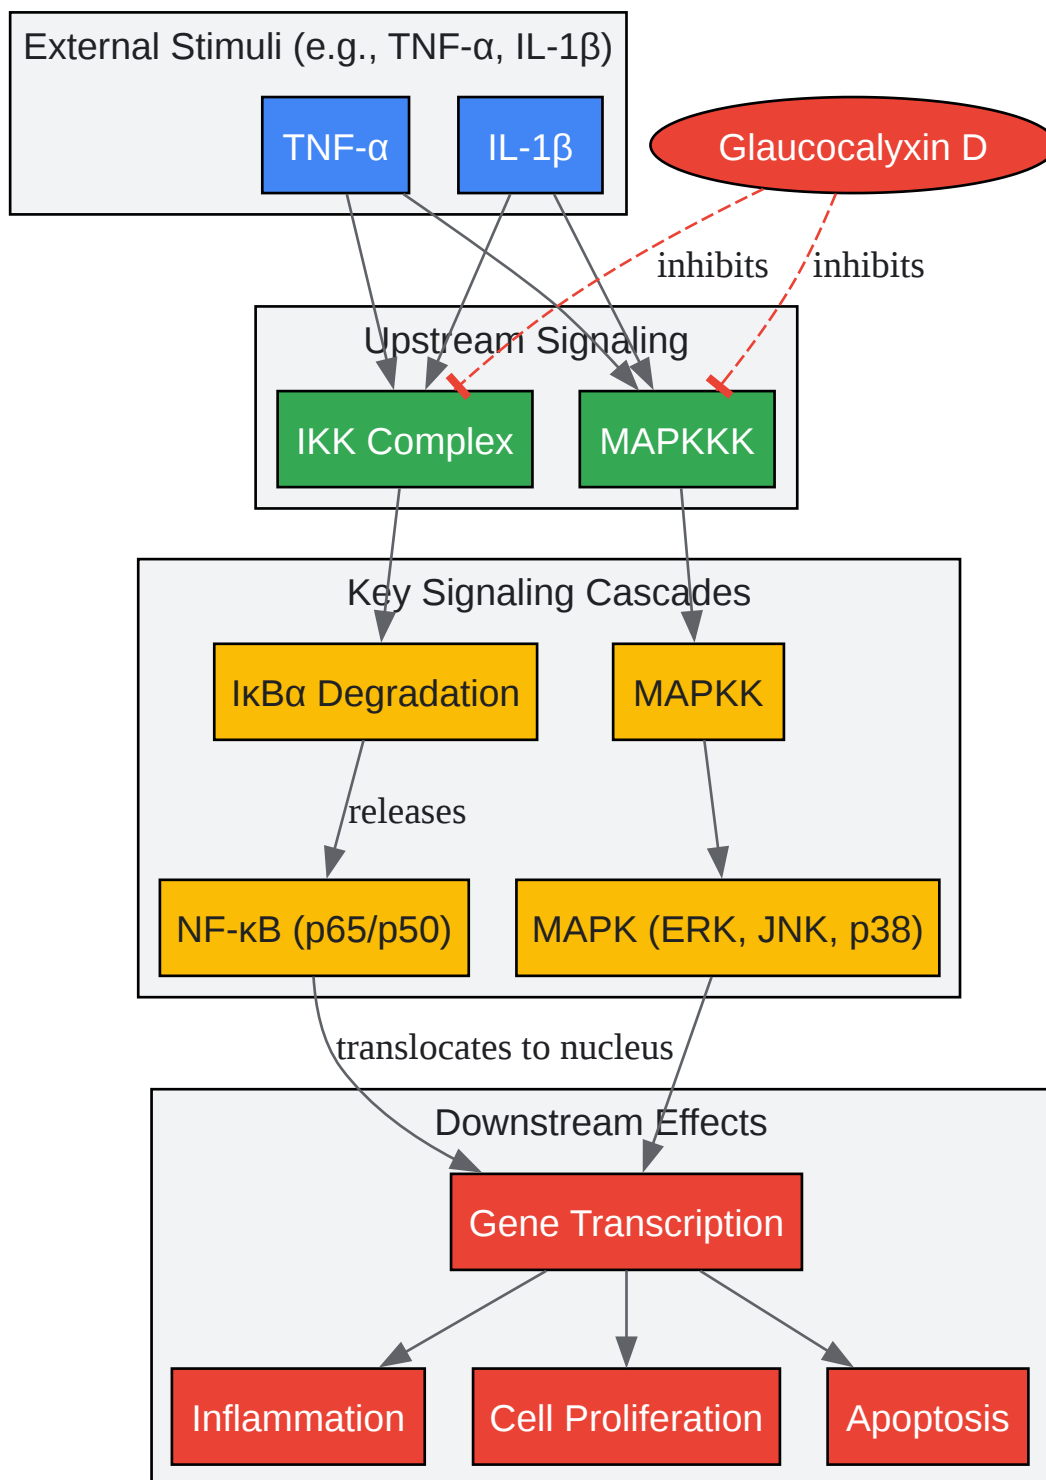 External Stimuli (e.g., TNF-α, IL-1β)
TNF-α
IL-1β
Glaucocalyxin D
inhibits
inhibits
Upstream Signaling
IKK Complex
MAPKKK
Key Signaling Cascades
IκBα Degradation
MAPKK
releases
NF-κB (p65/p50)
MAPK (ERK, JNK, p38)
translocates to nucleus
Downstream Effects
Gene Transcription
Inflammation
Cell Proliferation
Apoptosis